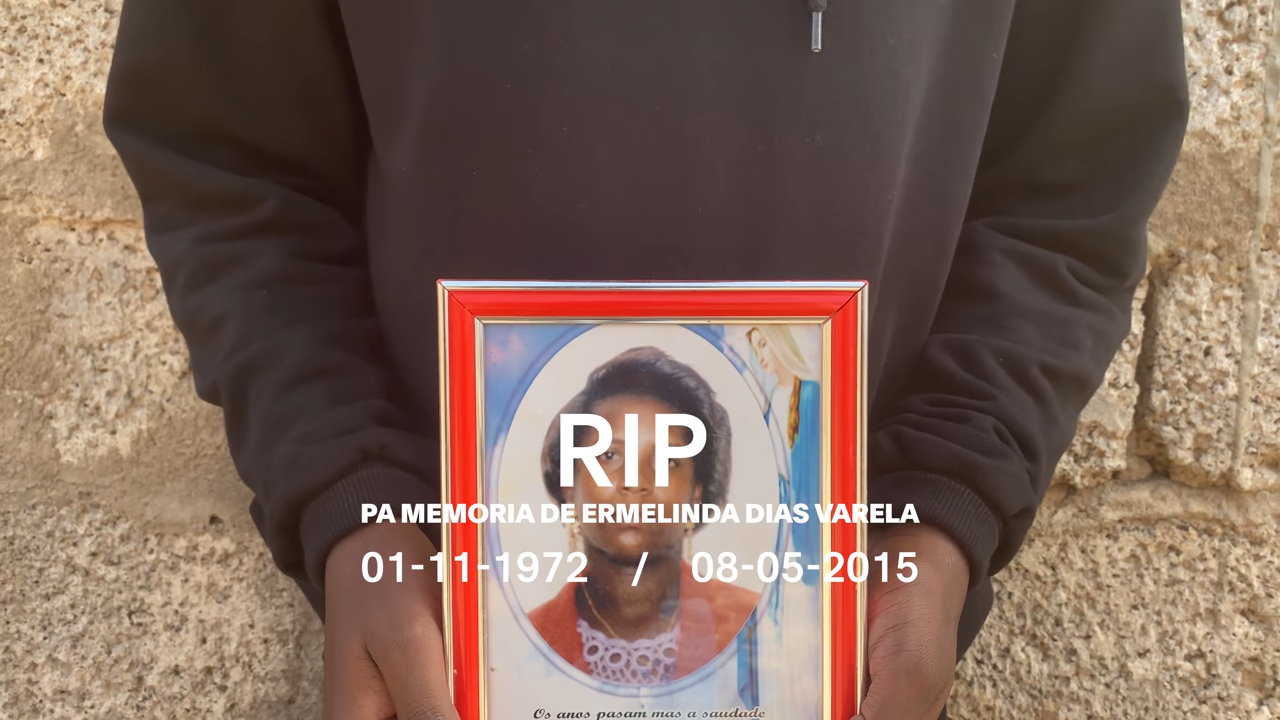 RIP
PA MEMORIA DE ERMELINDA DIAS VARELA
01-11-1972 / 08-05-2015
Os anos pasam mas a saudade